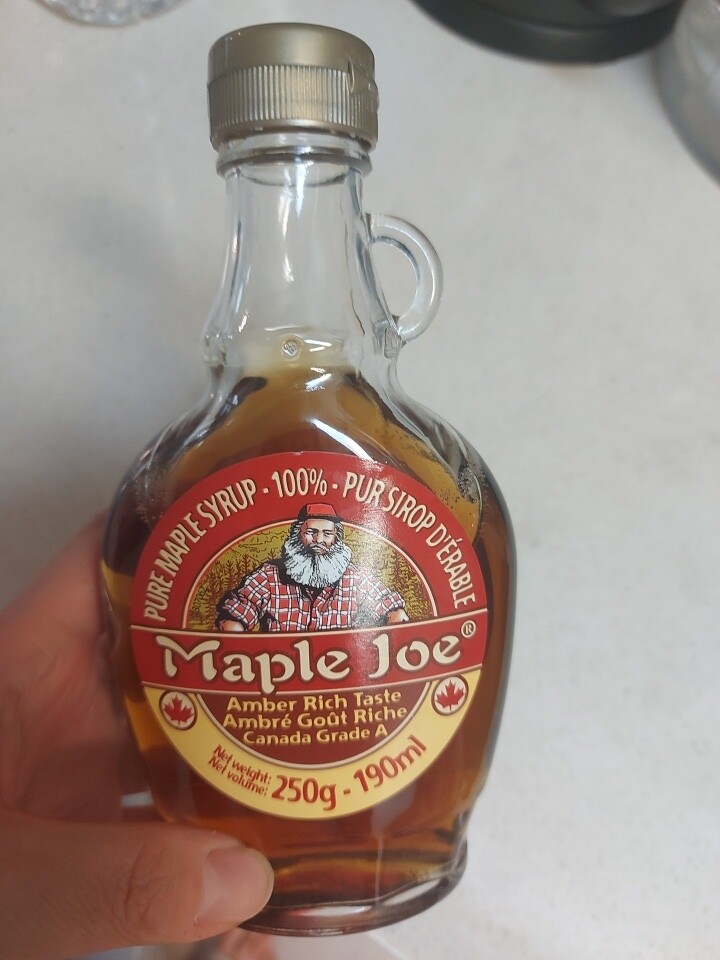 PURE MAPLE SYRUP - 100% - PUR SIROP D'ÉRABLE
Maple Joe®
Amber Rich Taste
Ambré Goût Riche
Canada Grade A
Net weight:
Net volume:
250g - 190ml